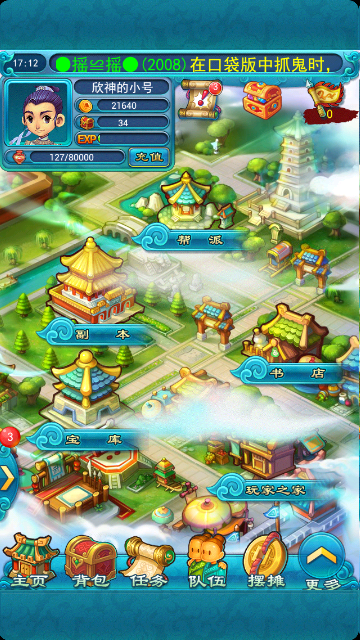 17:12
●摇≌摇●(2008)在口袋版中抓鬼时,
欣神的小号
21640
34
EXP
127/80000
充值
3
0
帮派
副本
书店
宝库
3
玩家之家
主页 背包 任务 队伍 摆摊 更多